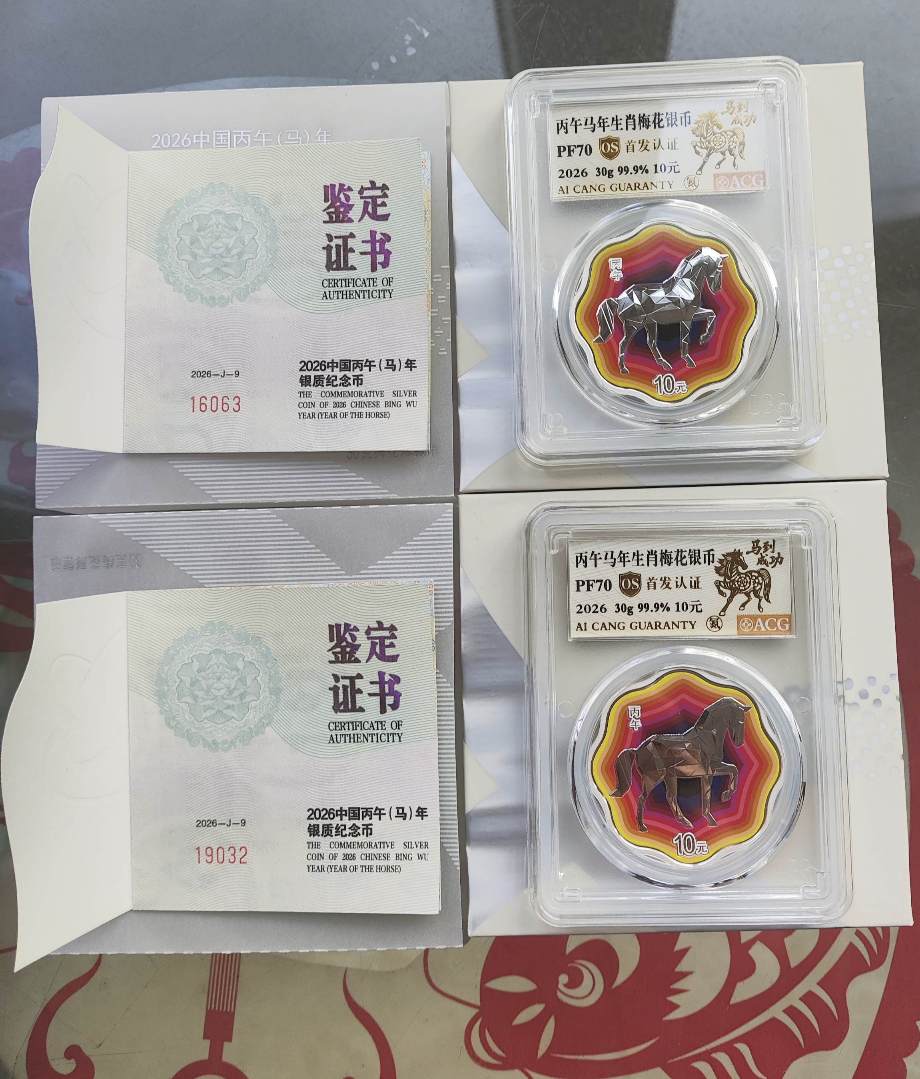 2026中国丙午(马)年
鉴定
证书
CERTIFICATE OF
AUTHENTICITY
2026—J—9
16063
2026中国丙午(马)年
银质纪念币
THE COMMEMORATIVE SILVER
COIN OF 2026 CHINESE BING WU
YEAR (YEAR OF THE HORSE)
丙午马年生肖梅花银币
PF70 OS 首发认证
2026 30g 99.9% 10元
AI CANG GUARANTY 氪
马到
成功
ACG
丙午
10元
鉴定
证书
CERTIFICATE OF
AUTHENTICITY
2026—J—9
19032
2026中国丙午(马)年
银质纪念币
THE COMMEMORATIVE SILVER
COIN OF 2026 CHINESE BING WU
YEAR (YEAR OF THE HORSE)
丙午马年生肖梅花银币
PF70 OS 首发认证
2026 30g 99.9% 10元
AI CANG GUARANTY 氪
马到
成功
ACG
丙午
10元